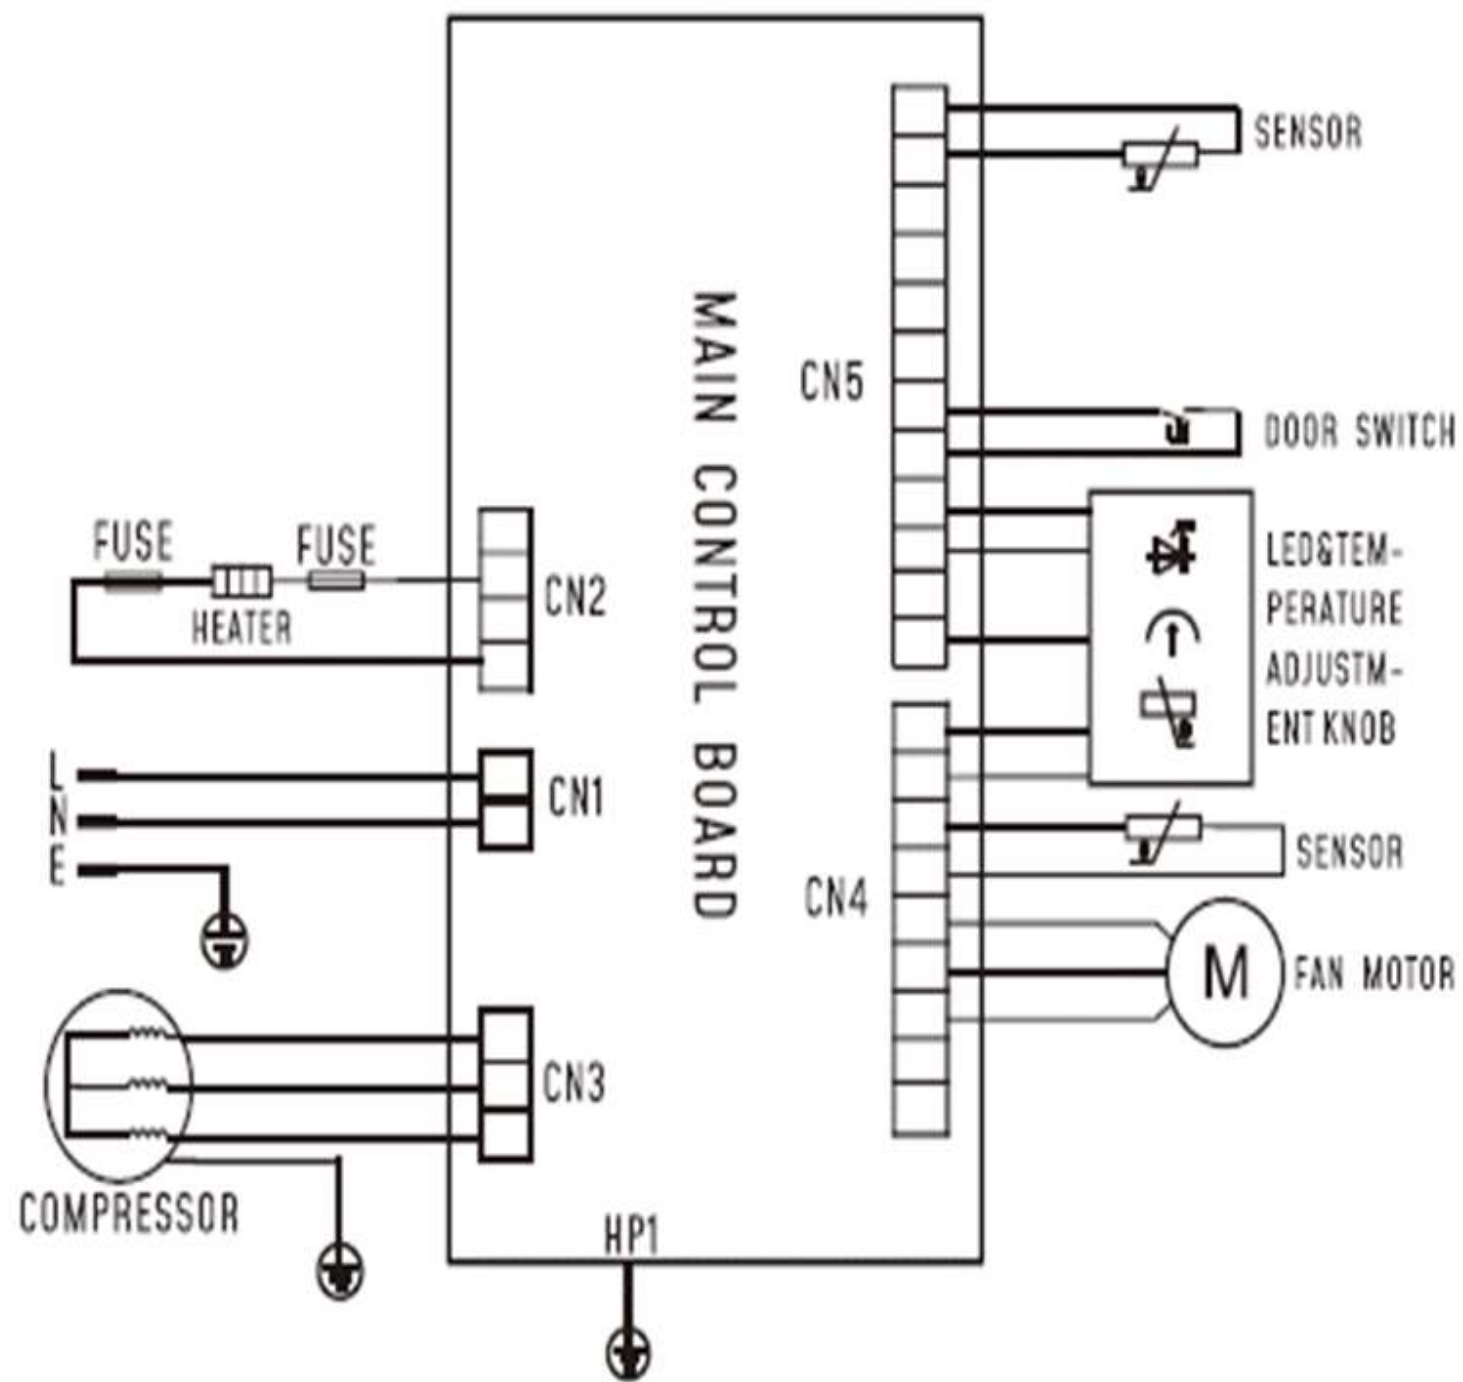 SENSOR
CN5
DOOR SWITCH
LED&TEM-
PERATURE
ADJUSTM-
ENT KNOB
MAIN CONTROL BOARD
FUSE
FUSE
HEATER
CN2
L
N
E
CN1
CN4
SENSOR
M
FAN MOTOR
CN3
COMPRESSOR
HP1